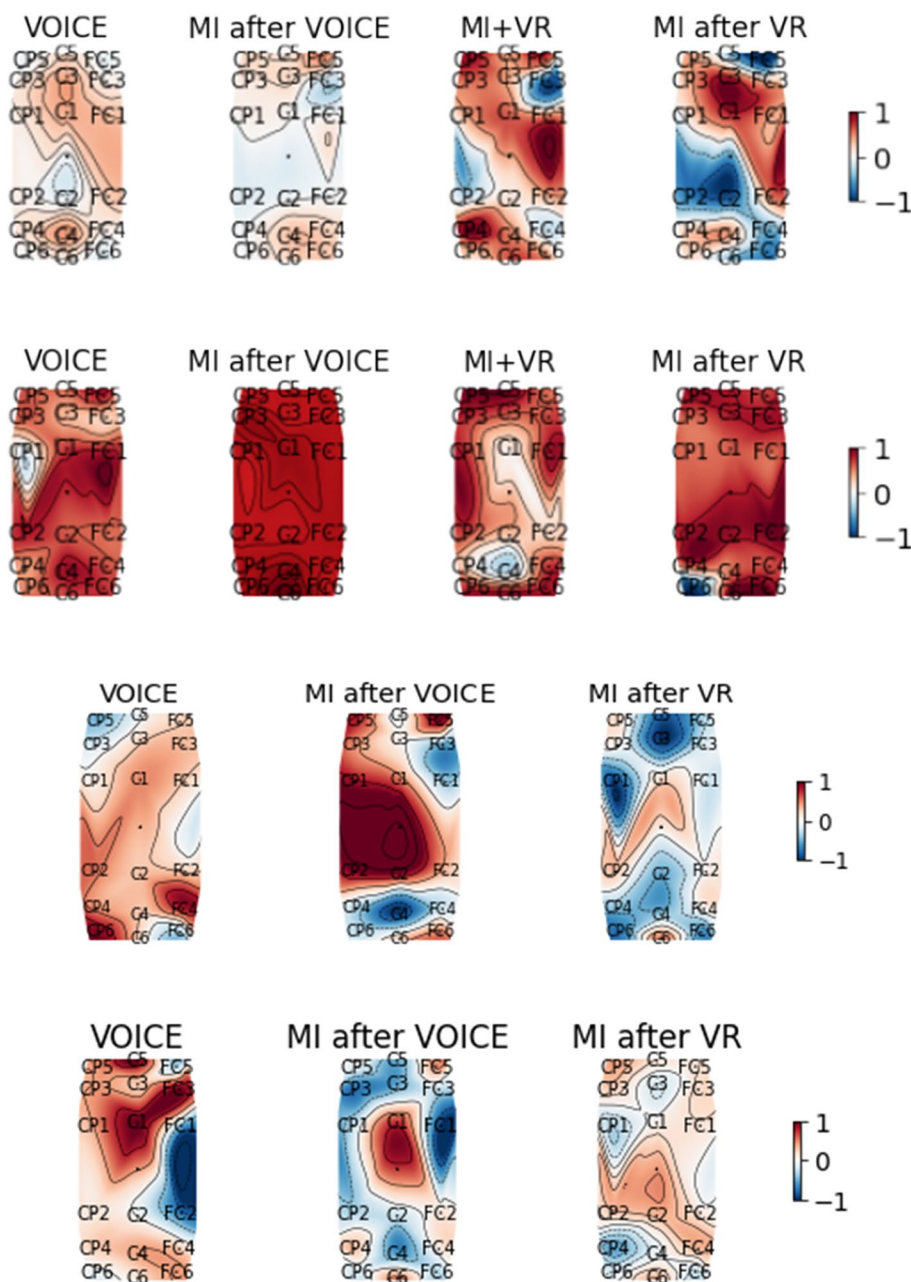 VOICE MI after VOICE MI+VR MI after VR
CP5 C5 FC5 CP5 C5 FC5 CP5 C5 FC5 CP5 C5 FC5
CP3 C3 FC3 CP3 C3 FC3 CP3 C3 FC3 CP3 C3 FC3
CP1 C1 FC1 CP1 C1 FC1 CP1 C1 FC1 CP1 C1 FC1 1
0
CP2 C2 FC2 CP2 C2 FC2 CP2 C2 FC2 CP2 C2 FC2 −1
CP4 C4 FC4 CP4 C4 FC4 CP4 C4 FC4 CP4 C4 FC4
CP6 C6 FC6 CP6 C6 FC6 CP6 C6 FC6 CP6 C6 FC6
VOICE MI after VOICE MI+VR MI after VR
CP5 C5 FC5 CP5 C5 FC5 CP5 C5 FC5 CP5 C5 FC5
CP3 C3 FC3 CP3 C3 FC3 CP3 C3 FC3 CP3 C3 FC3
CP1 C1 FC1 CP1 C1 FC1 CP1 C1 FC1 CP1 C1 FC1 1
0
CP2 C2 FC2 CP2 C2 FC2 CP2 C2 FC2 CP2 C2 FC2 −1
CP4 C4 FC4 CP4 C4 FC4 CP4 C4 FC4 CP4 C4 FC4
CP6 C6 FC6 CP6 C6 FC6 CP6 C6 FC6 CP6 C6 FC6
VOICE MI after VOICE MI after VR
CP5 C5 FC5 CP5 C5 FC5 CP5 C5 FC5
CP3 C3 FC3 CP3 C3 FC3 CP3 C3 FC3
CP1 C1 FC1 CP1 C1 FC1 CP1 C1 FC1 1
0
CP2 C2 FC2 CP2 C2 FC2 CP2 C2 FC2 −1
CP4 C4 FC4 CP4 C4 FC4 CP4 C4 FC4
CP6 C6 FC6 CP6 C6 FC6 CP6 C6 FC6
VOICE MI after VOICE MI after VR
CP5 C5 FC5 CP5 C5 FC5 CP5 C5 FC5
CP3 C3 FC3 CP3 C3 FC3 CP3 C3 FC3
CP1 C1 FC1 CP1 C1 FC1 CP1 C1 FC1 1
0
CP2 C2 FC2 CP2 C2 FC2 CP2 C2 FC2 −1
CP4 C4 FC4 CP4 C4 FC4 CP4 C4 FC4
CP6 C6 FC6 CP6 C6 FC6 CP6 C6 FC6